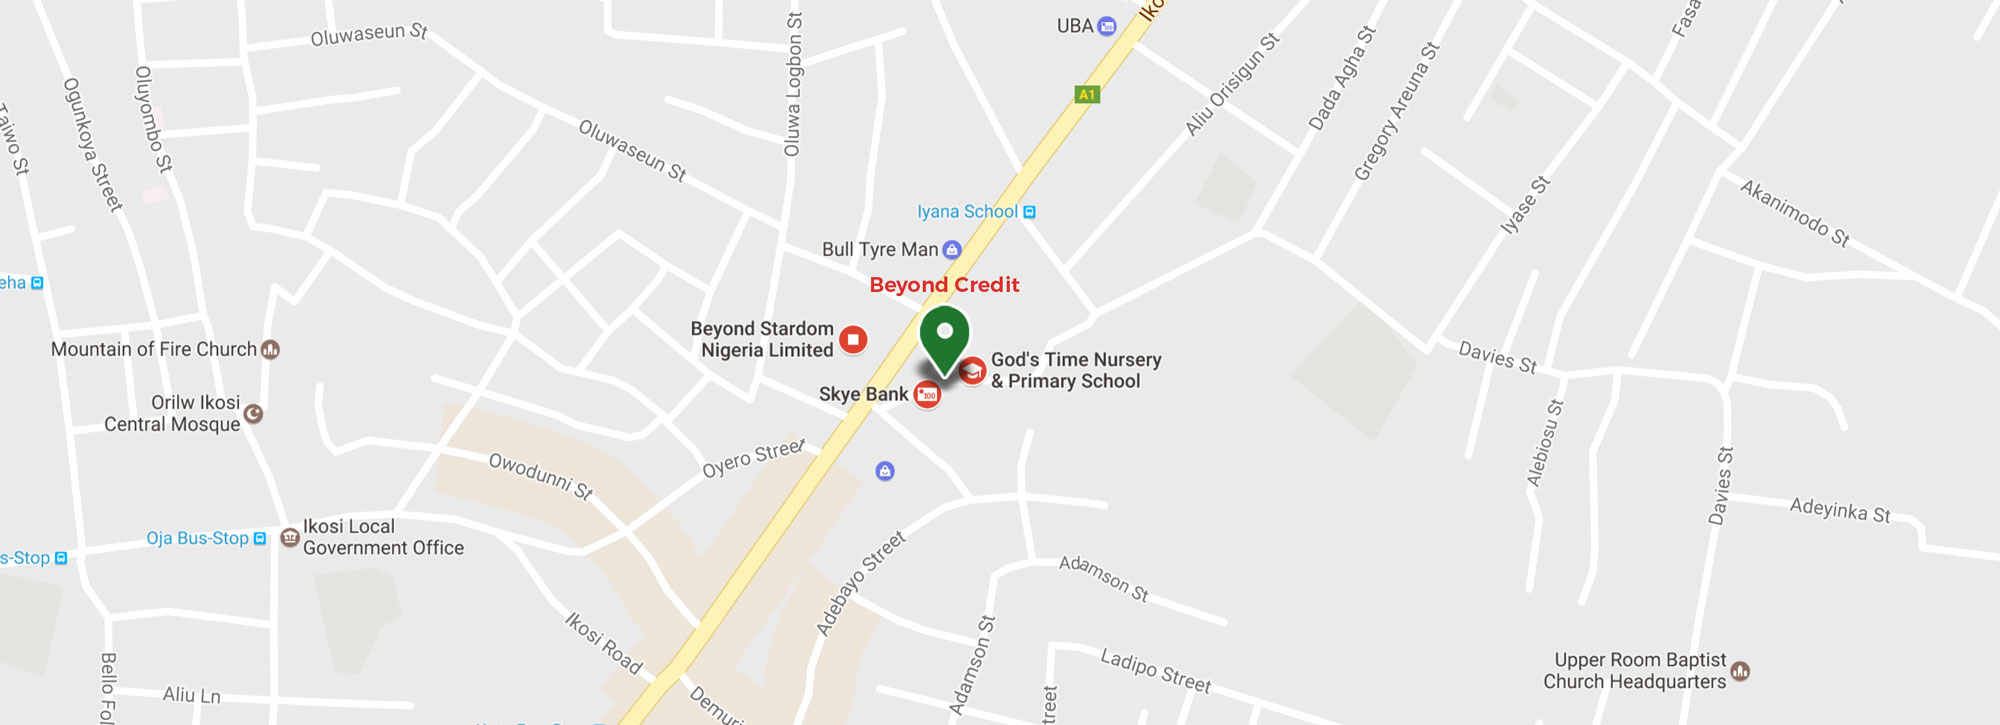 UBA
Iko
Fasa
Oluwaseun St
Oluwa Logbon St
Aliu Orisigun St
Dada Agha St
Gregory Areuna St
A1
Taiwo St
Ogunkoya Street
Oluyombo St
Oluwaseun St
Iyase St
Akanimodo St
Iyana School
Bull Tyre Man
eha
Beyond Credit
Beyond Stardom
Nigeria Limited
Mountain of Fire Church
God's Time Nursery
& Primary School
Davies St
Skye Bank
Orilw Ikosi
Central Mosque
Alebiosu St
Oyero Street
Owodunni St
Davies St
Adeyinka St
Ikosi Local
Government Office
Oja Bus-Stop
s-Stop
Adebayo Street
Adamson St
Ikosi Road
Adamson St
Ladipo Street
Upper Room Baptist
Church Headquarters
Bello Fol
Aliu Ln
Demuri
treet